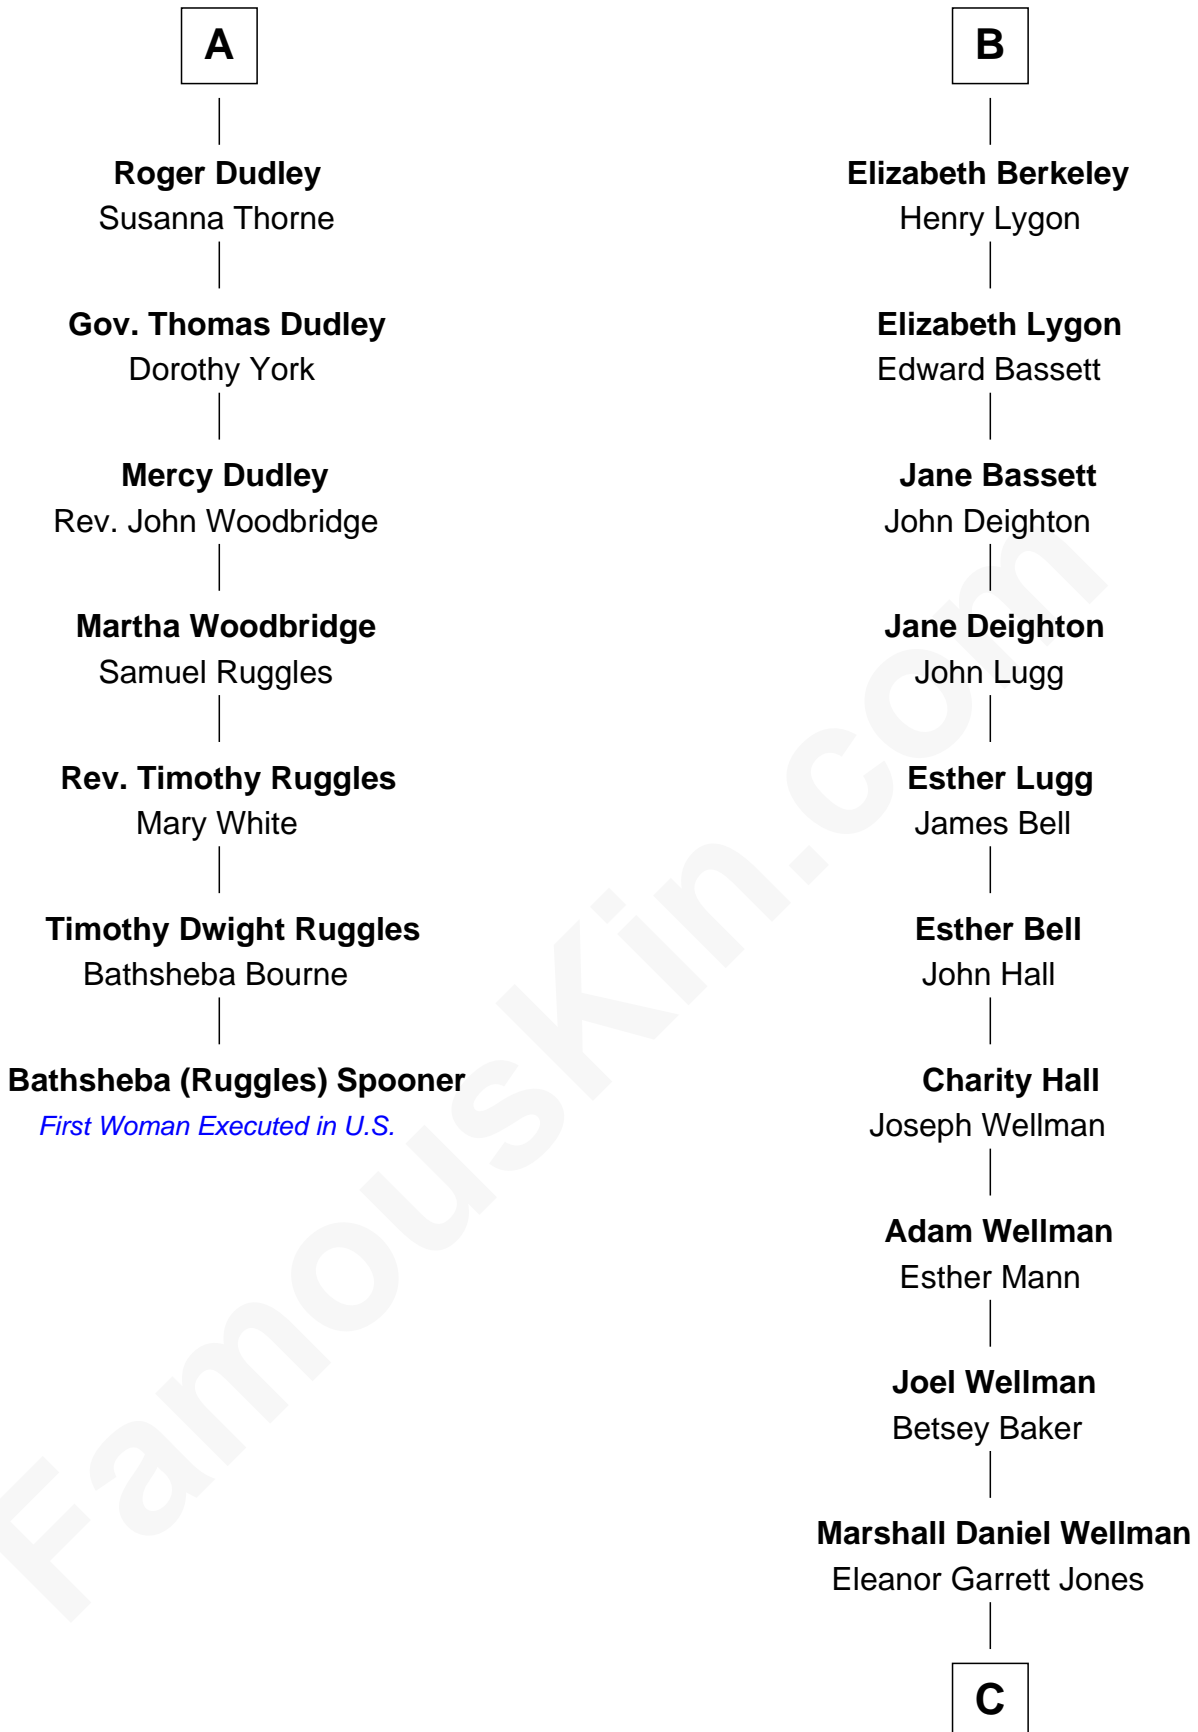 A
Roger Dudley
Susanna Thorne
Gov. Thomas Dudley
Dorothy York
Mercy Dudley
Rev. John Woodbridge
Martha Woodbridge
Samuel Ruggles
Rev. Timothy Ruggles
Mary White
Timothy Dwight Ruggles
Bathsheba Bourne
Bathsheba (Ruggles) Spooner
First Woman Executed in U.S.
B
Elizabeth Berkeley
Henry Lygon
Elizabeth Lygon
Edward Bassett
Jane Bassett
John Deighton
Jane Deighton
John Lugg
Esther Lugg
James Bell
Esther Bell
John Hall
Charity Hall
Joseph Wellman
Adam Wellman
Esther Mann
Joel Wellman
Betsey Baker
Marshall Daniel Wellman
Eleanor Garrett Jones
C
FamousKin.com